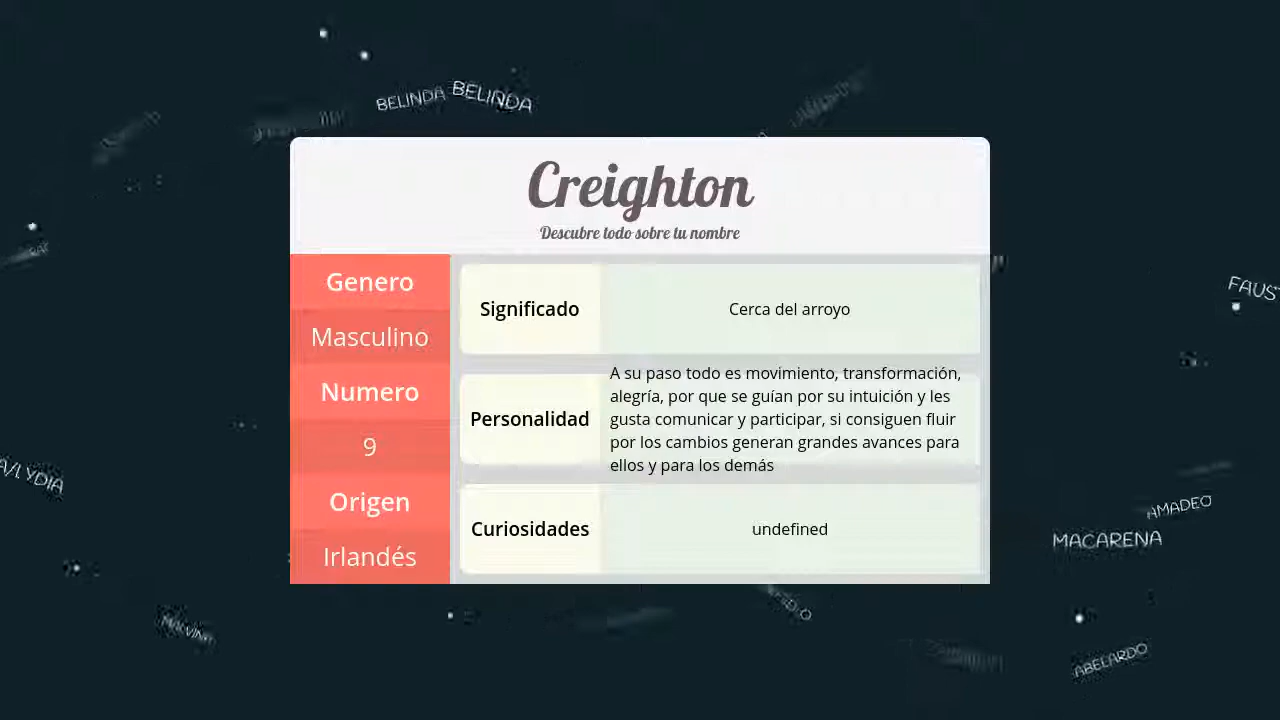 BELINDA BELINDA
Creighton
Descubre todo sobre tu nombre
Genero
Masculino
Numero
9
Origen
Irlandés
Significado
Cerca del arroyo
Personalidad
A su paso todo es movimiento, transformación,
alegría, por que se guían por su intuición y les
gusta comunicar y participar, si consiguen fluir
por los cambios generan grandes avances para
ellos y para los demás
Curiosidades
undefined
FAUST
LYDIA
AMADEO
MACARENA
ABELARDO